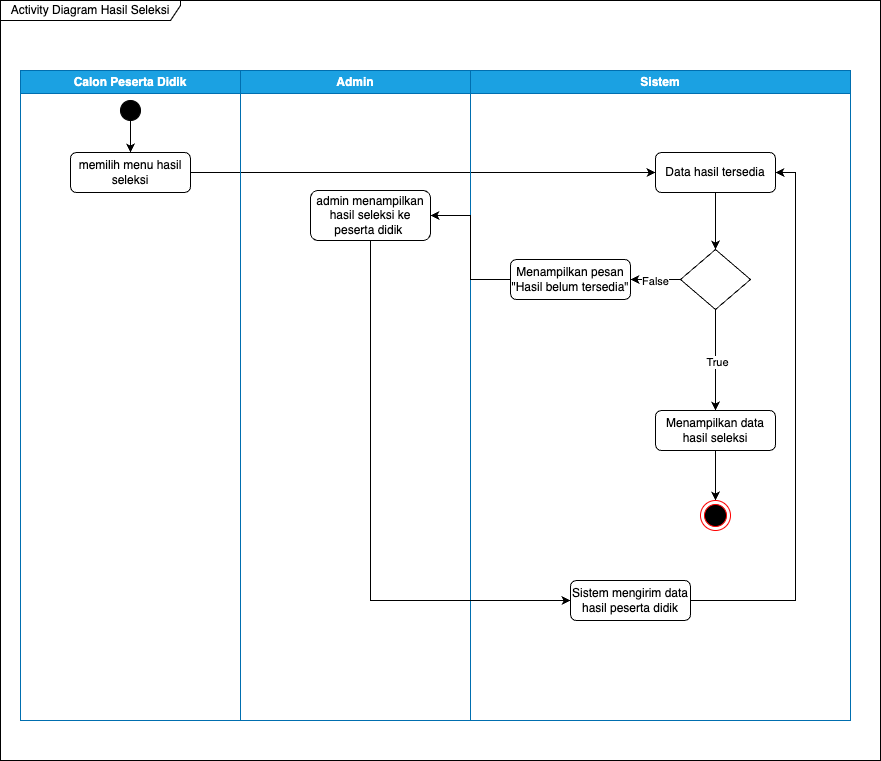 Activity Diagram Hasil Seleksi
Calon Peserta Didik
Admin
Sistem
memilih menu hasil
seleksi
Data hasil tersedia
admin menampilkan
hasil seleksi ke
peserta didik
Menampilkan pesan
"Hasil belum tersedia"
False
True
Menampilkan data
hasil seleksi
Sistem mengirim data
hasil peserta didik